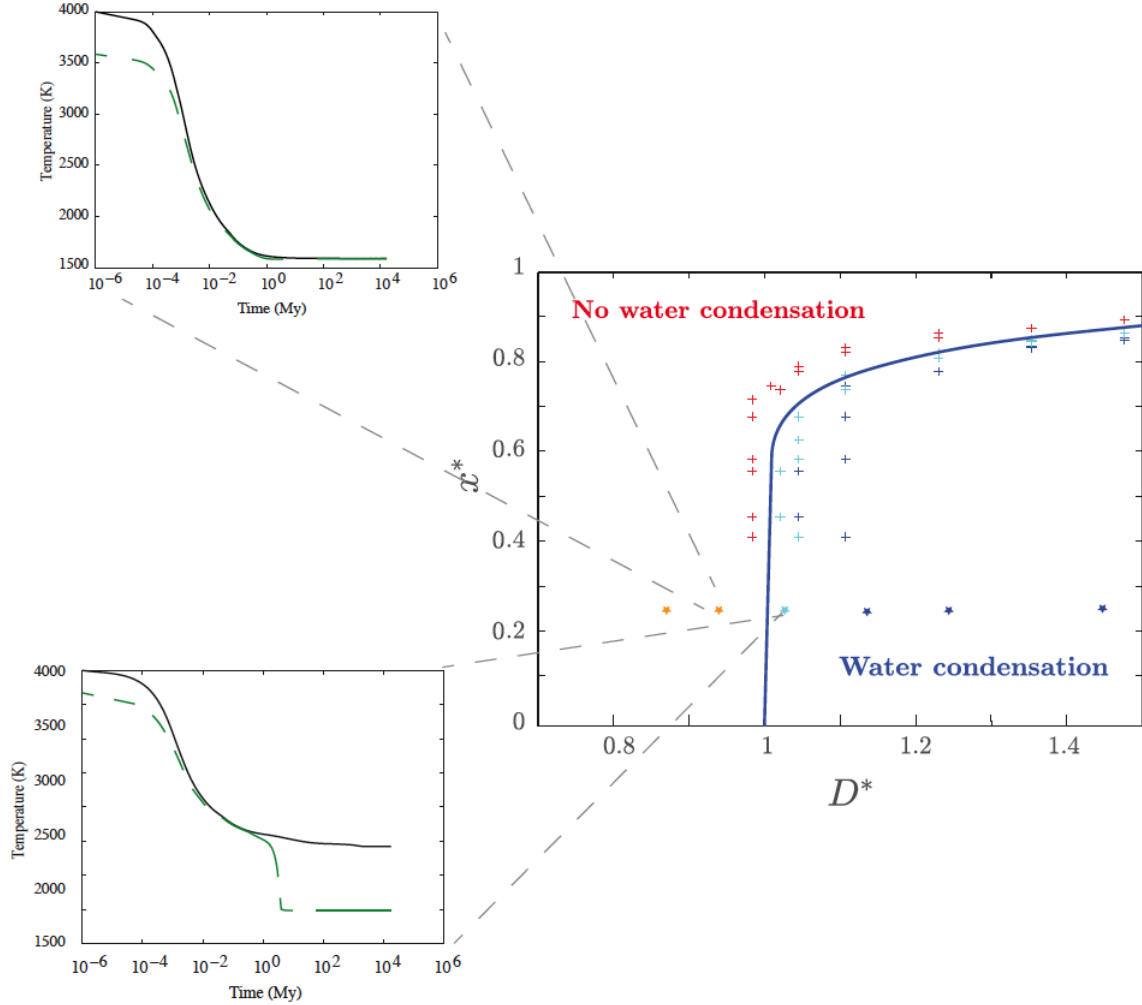 4000
3500
3000
2500
2000
1500
Temperature (K)
10⁻⁶ 10⁻⁴ 10⁻² 10⁰ 10² 10⁴ 10⁶
Time (My)
1
0.8
0.6
0.4
0.2
0
x*
No water condensation
Water condensation
0.8 1 1.2 1.4
D*
4000
3500
3000
2500
2000
1500
Temperature (K)
10⁻⁶ 10⁻⁴ 10⁻² 10⁰ 10² 10⁴ 10⁶
Time (My)